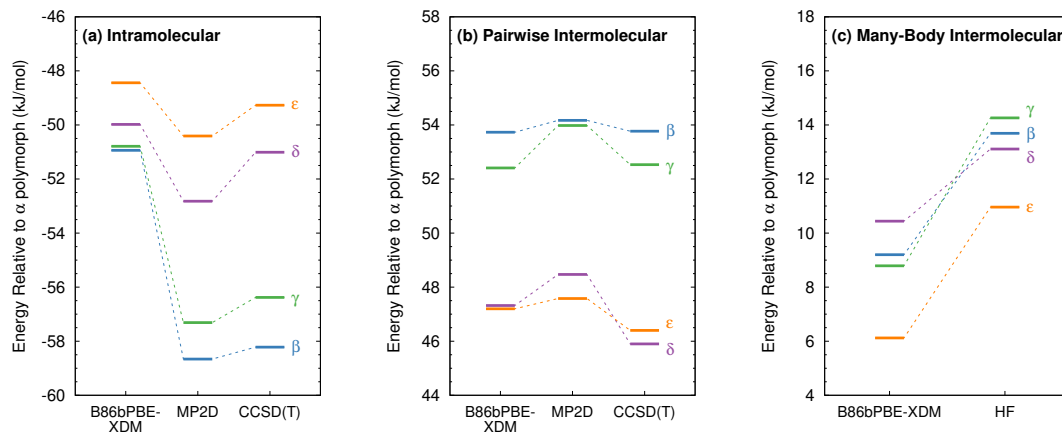 (a) Intramolecular
Energy Relative to α polymorph (kJ/mol)
-46
-48
-50
-52
-54
-56
-58
-60
ε
δ
γ
β
B86bPBE-
XDM
MP2D
CCSD(T)
(b) Pairwise Intermolecular
Energy Relative to α polymorph (kJ/mol)
58
56
54
52
50
48
46
44
β
γ
ε
δ
B86bPBE-
XDM
MP2D
CCSD(T)
(c) Many-Body Intermolecular
Energy Relative to α polymorph (kJ/mol)
18
16
14
12
10
8
6
4
γ
β
δ
ε
B86bPBE-XDM
HF